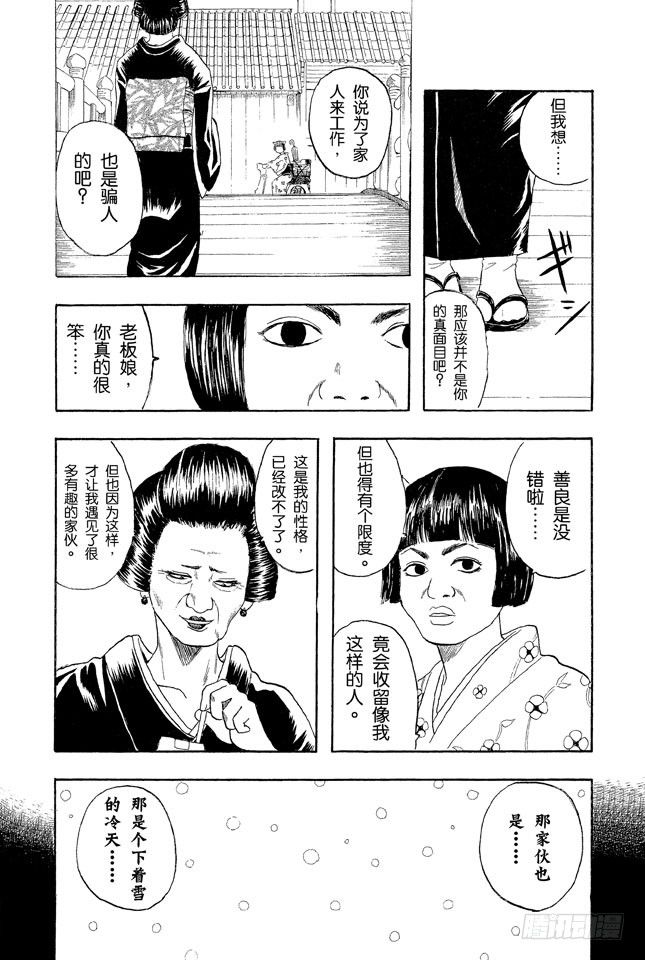 但我想……
那应该并不是你
的真面目吧？
你说为了家
人来工作，
也是骗人
的吧？
老板娘，
你真的很
笨……
善良是没
错啦……
但也得有个限度。
竟会收留像我
这样的人。
这是我的性格，
已经改不了了。
但也因为这样，
才让我遇见了很
多有趣的家伙。
那家伙也
是……
那是个下着雪
的冷天……
腾讯动漫